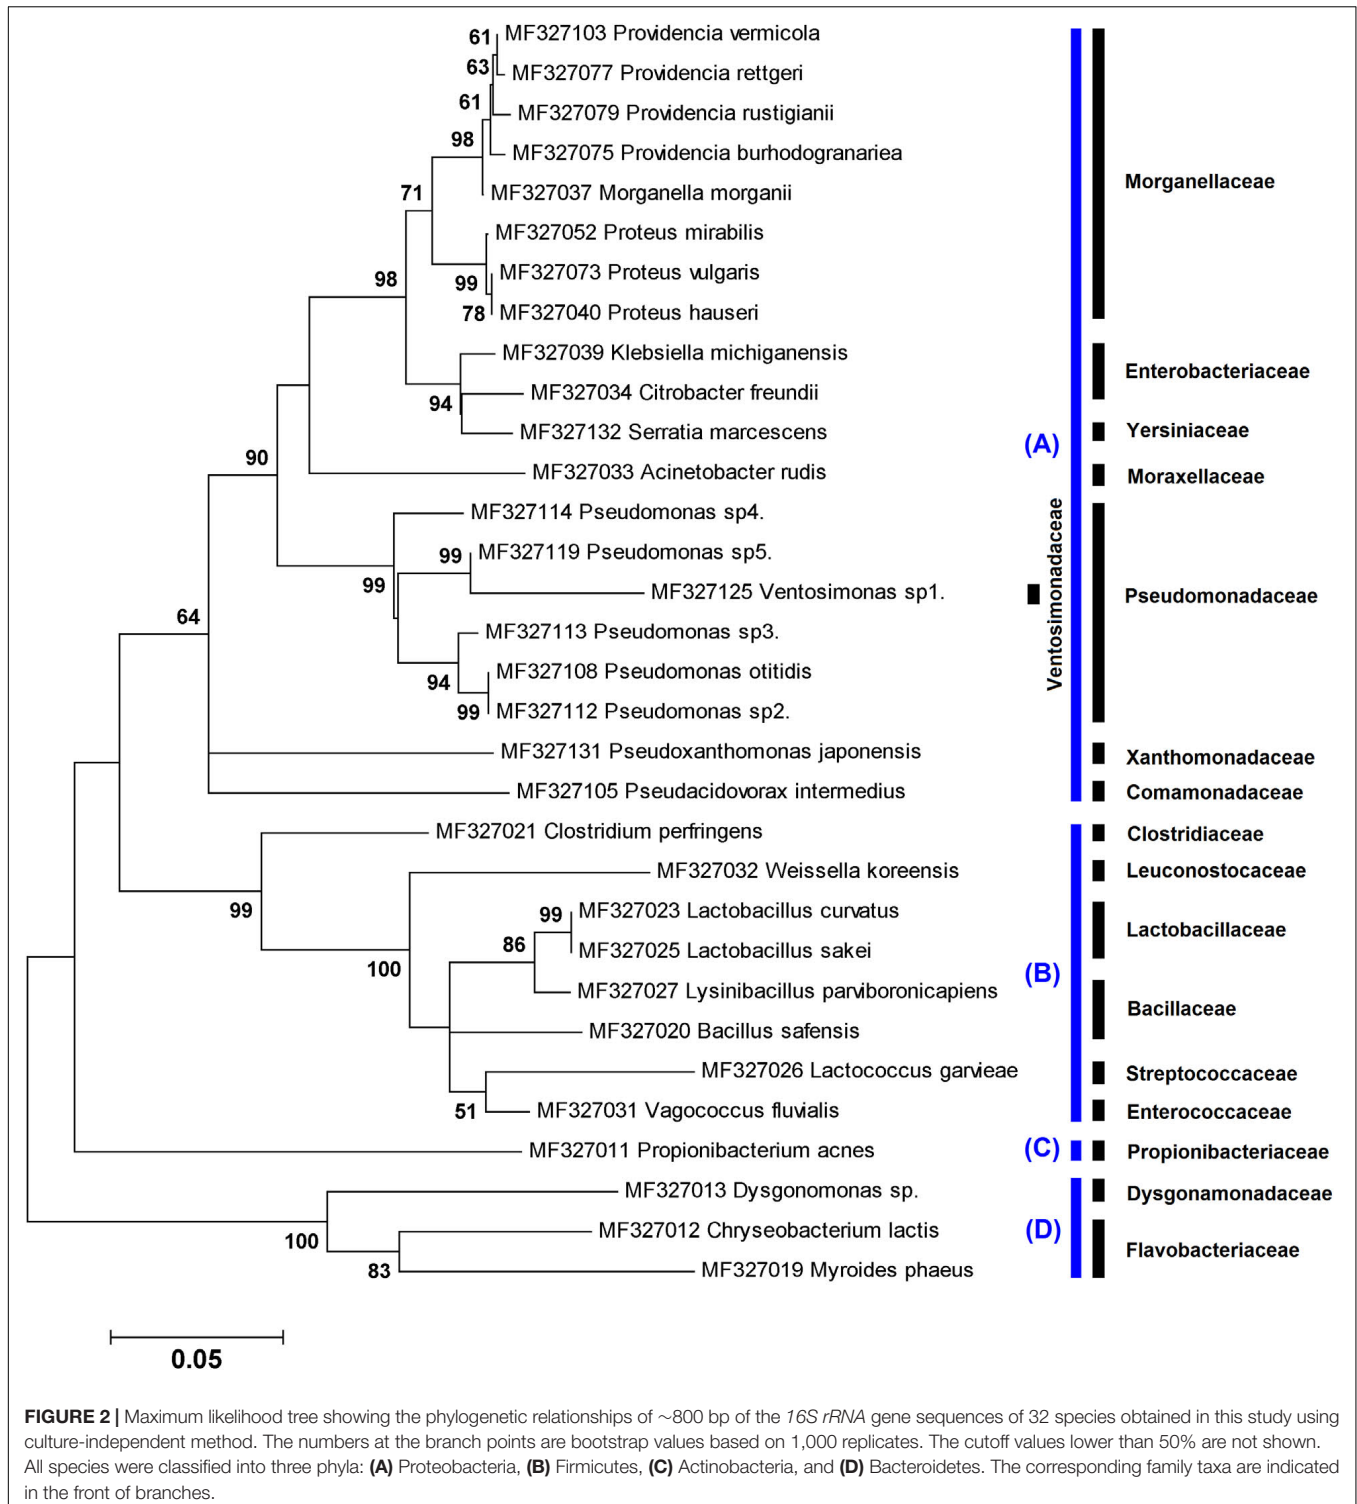 61 MF327103 Providencia vermicola
63 MF327077 Providencia rettgeri
61 MF327079 Providencia rustigianii
98 MF327075 Providencia burhodogranariea
Morganellaceae
71 MF327037 Morganella morganii
MF327052 Proteus mirabilis
98 99 MF327073 Proteus vulgaris
78 MF327040 Proteus hauseri
MF327039 Klebsiella michiganensis
Enterobacteriaceae
94 MF327034 Citrobacter freundii
MF327132 Serratia marcescens
Yersiniaceae
(A)
90 MF327033 Acinetobacter rudis
Moraxellaceae
MF327114 Pseudomonas sp4.
99 MF327119 Pseudomonas sp5.
99 MF327125 Ventosimonas sp1.
Ventosimonadaceae
Pseudomonadaceae
64 MF327113 Pseudomonas sp3.
94 MF327108 Pseudomonas otitidis
99 MF327112 Pseudomonas sp2.
MF327131 Pseudoxanthomonas japonensis
Xanthomonadaceae
MF327105 Pseudacidovorax intermedius
Comamonadaceae
MF327021 Clostridium perfringens
Clostridiaceae
MF327032 Weissella koreensis
Leuconostocaceae
99 99 MF327023 Lactobacillus curvatus
Lactobacillaceae
86 MF327025 Lactobacillus sakei
100
(B)
MF327027 Lysinibacillus parviboronicapiens
Bacillaceae
MF327020 Bacillus safensis
MF327026 Lactococcus garvieae
Streptococcaceae
51 MF327031 Vagococcus fluvialis
Enterococcaceae
MF327011 Propionibacterium acnes
(C)
Propionibacteriaceae
MF327013 Dysgonomonas sp.
Dysgonamonadaceae
100 MF327012 Chryseobacterium lactis
(D)
Flavobacteriaceae
83 MF327019 Myroides phaeus
0.05
FIGURE 2 | Maximum likelihood tree showing the phylogenetic relationships of ∼800 bp of the 16S rRNA gene sequences of 32 species obtained in this study using
culture-independent method. The numbers at the branch points are bootstrap values based on 1,000 replicates. The cutoff values lower than 50% are not shown.
All species were classified into three phyla: (A) Proteobacteria, (B) Firmicutes, (C) Actinobacteria, and (D) Bacteroidetes. The corresponding family taxa are indicated
in the front of branches.